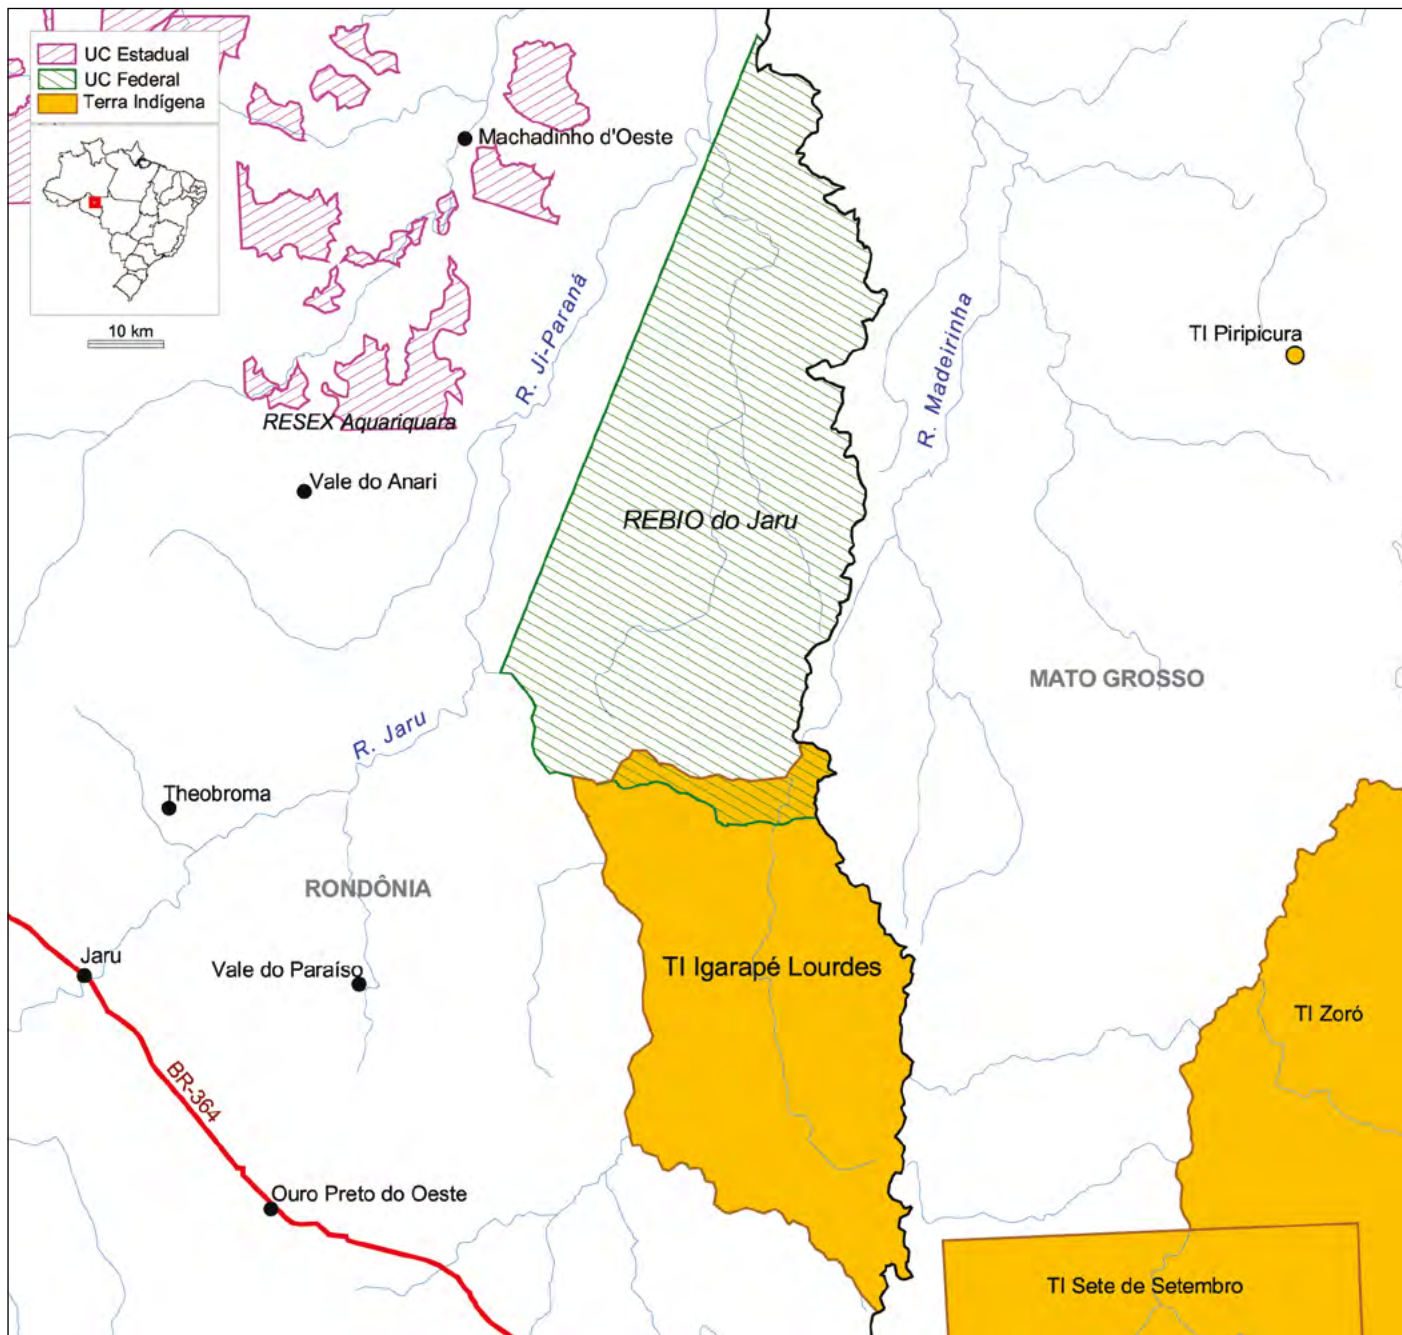 UC Estadual
UC Federal
Terra Indígena
Machadinho d'Oeste
10 km
R. Ji-Paraná
R. Madeirinha
TI Piripicura
RESEX Aquariquara
Vale do Anari
REBIO do Jaru
MATO GROSSO
R. Jaru
Theobroma
RONDÔNIA
Jaru
Vale do Paraíso
TI Igarapé Lourdes
TI Zoró
BR-364
Ouro Preto do Oeste
TI Sete de Setembro